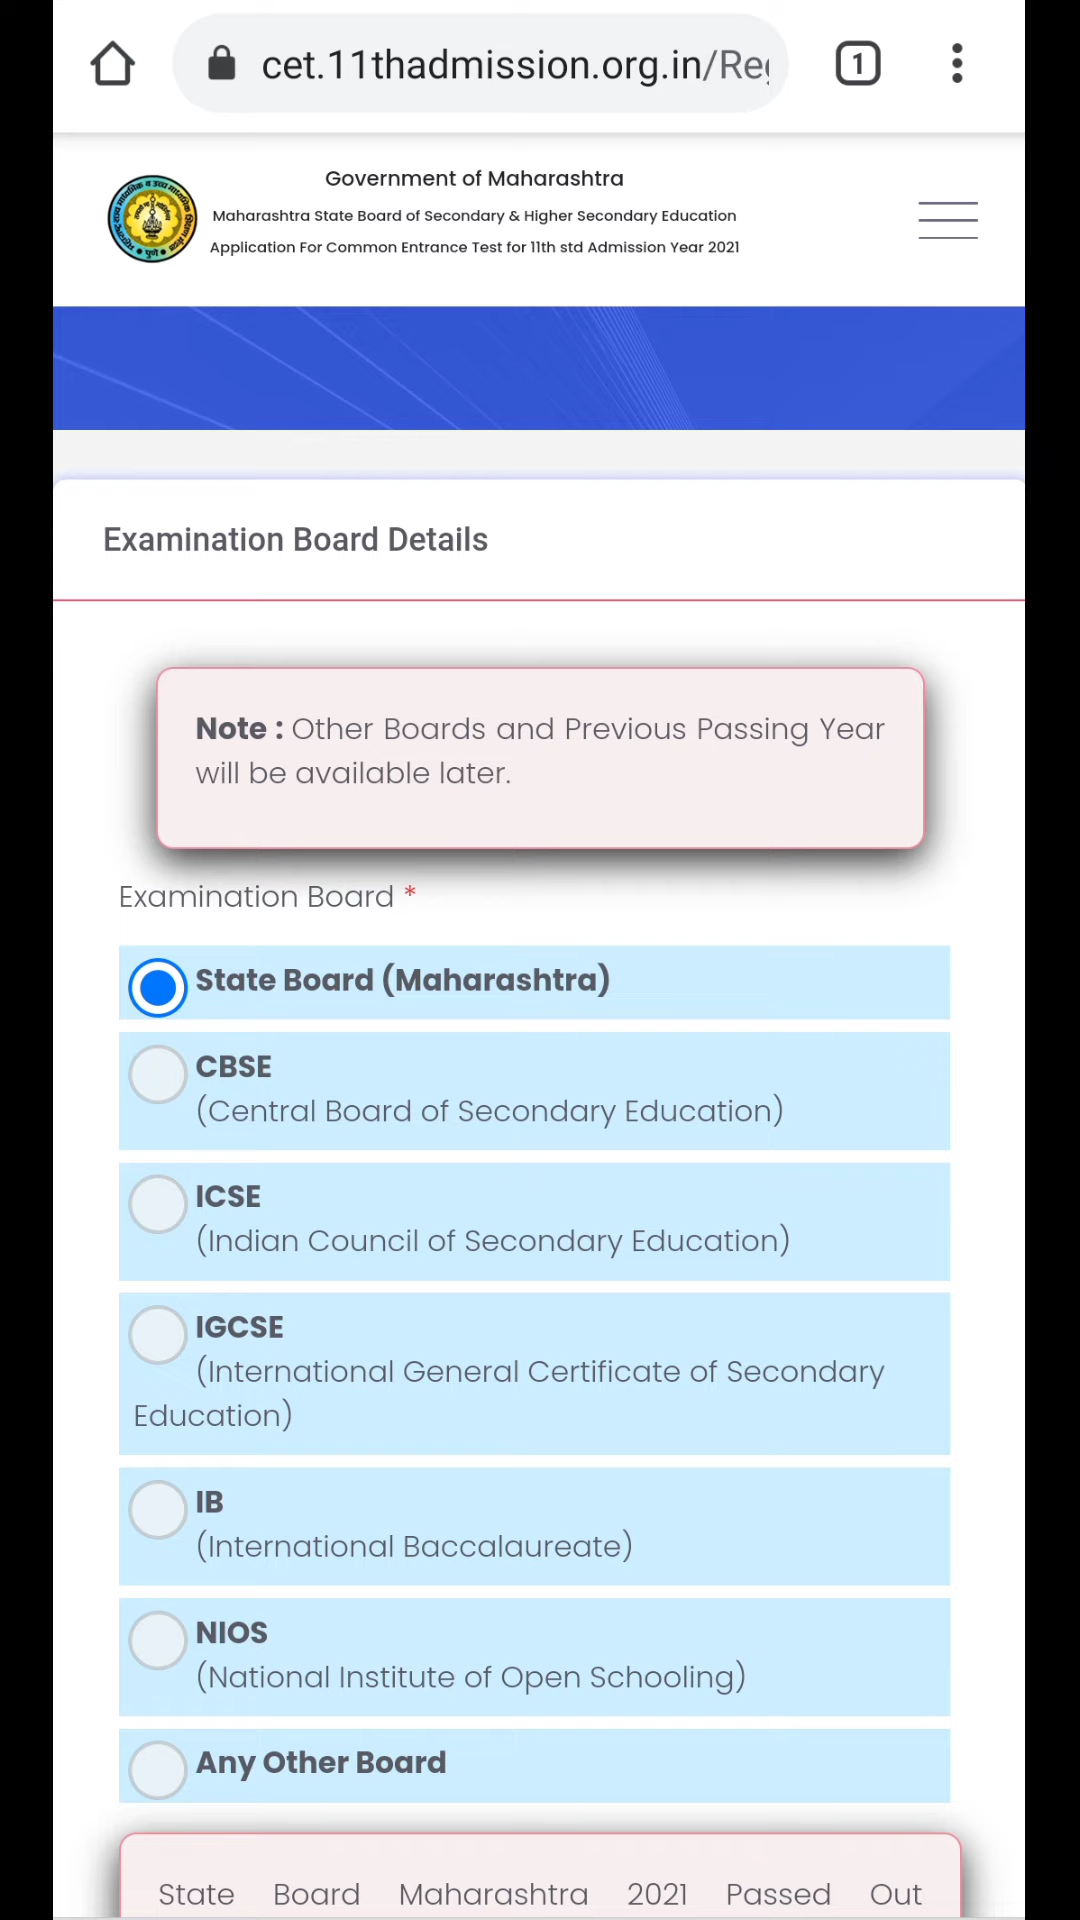 cet.11thadmission.org.in/Reg
1
Government of Maharashtra
Maharashtra State Board of Secondary & Higher Secondary Education
Application For Common Entrance Test for 11th std Admission Year 2021
Examination Board Details
Note : Other Boards and Previous Passing Year
will be available later.
Examination Board *
State Board (Maharashtra)
CBSE
(Central Board of Secondary Education)
ICSE
(Indian Council of Secondary Education)
IGCSE
(International General Certificate of Secondary
Education)
IB
(International Baccalaureate)
NIOS
(National Institute of Open Schooling)
Any Other Board
State Board Maharashtra 2021 Passed Out